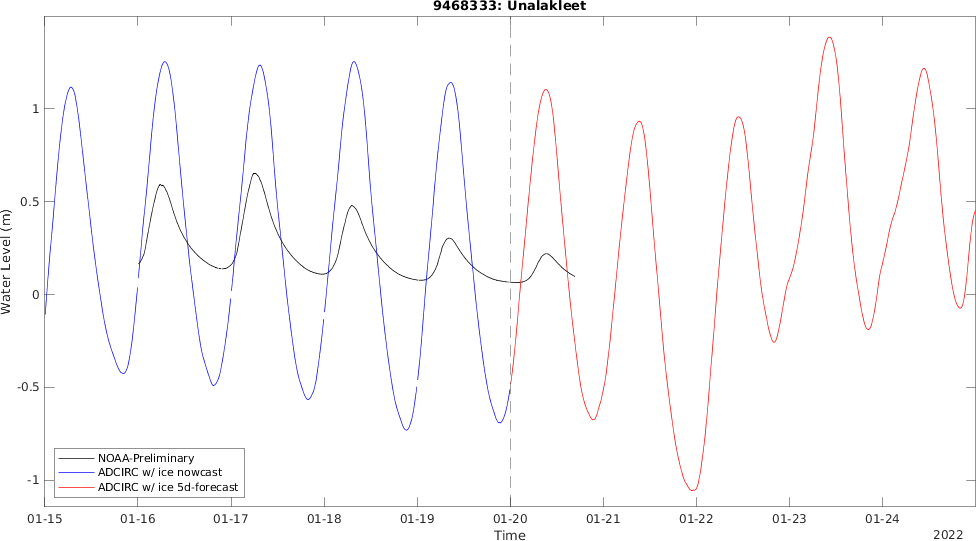 9468333: Unalakleet
Water Level (m)
1
0.5
0
-0.5
-1
NOAA-Preliminary
ADCIRC w/ ice nowcast
ADCIRC w/ ice 5d-forecast
01-15 01-16 01-17 01-18 01-19 01-20 01-21 01-22 01-23 01-24
Time
2022